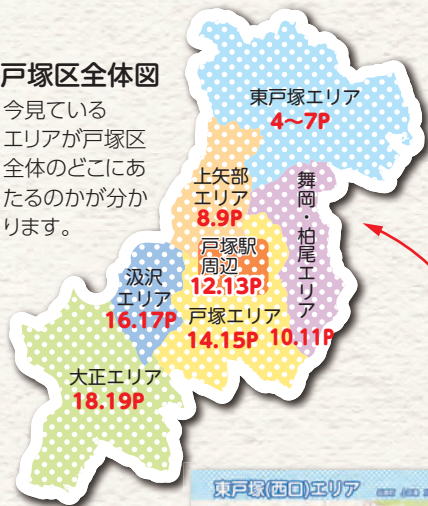 戸塚区全体図
今見ている
エリアが戸塚区
全体のどこにあ
たるのかが分か
ります。
東戸塚エリア
4〜7P
上矢部
エリア
8.9P
舞岡・柏尾エリア
10.11P
戸塚駅
周辺
12.13P
汲沢
エリア
16.17P
戸塚エリア
14.15P
大正エリア
18.19P
東戸塚(西口)エリア